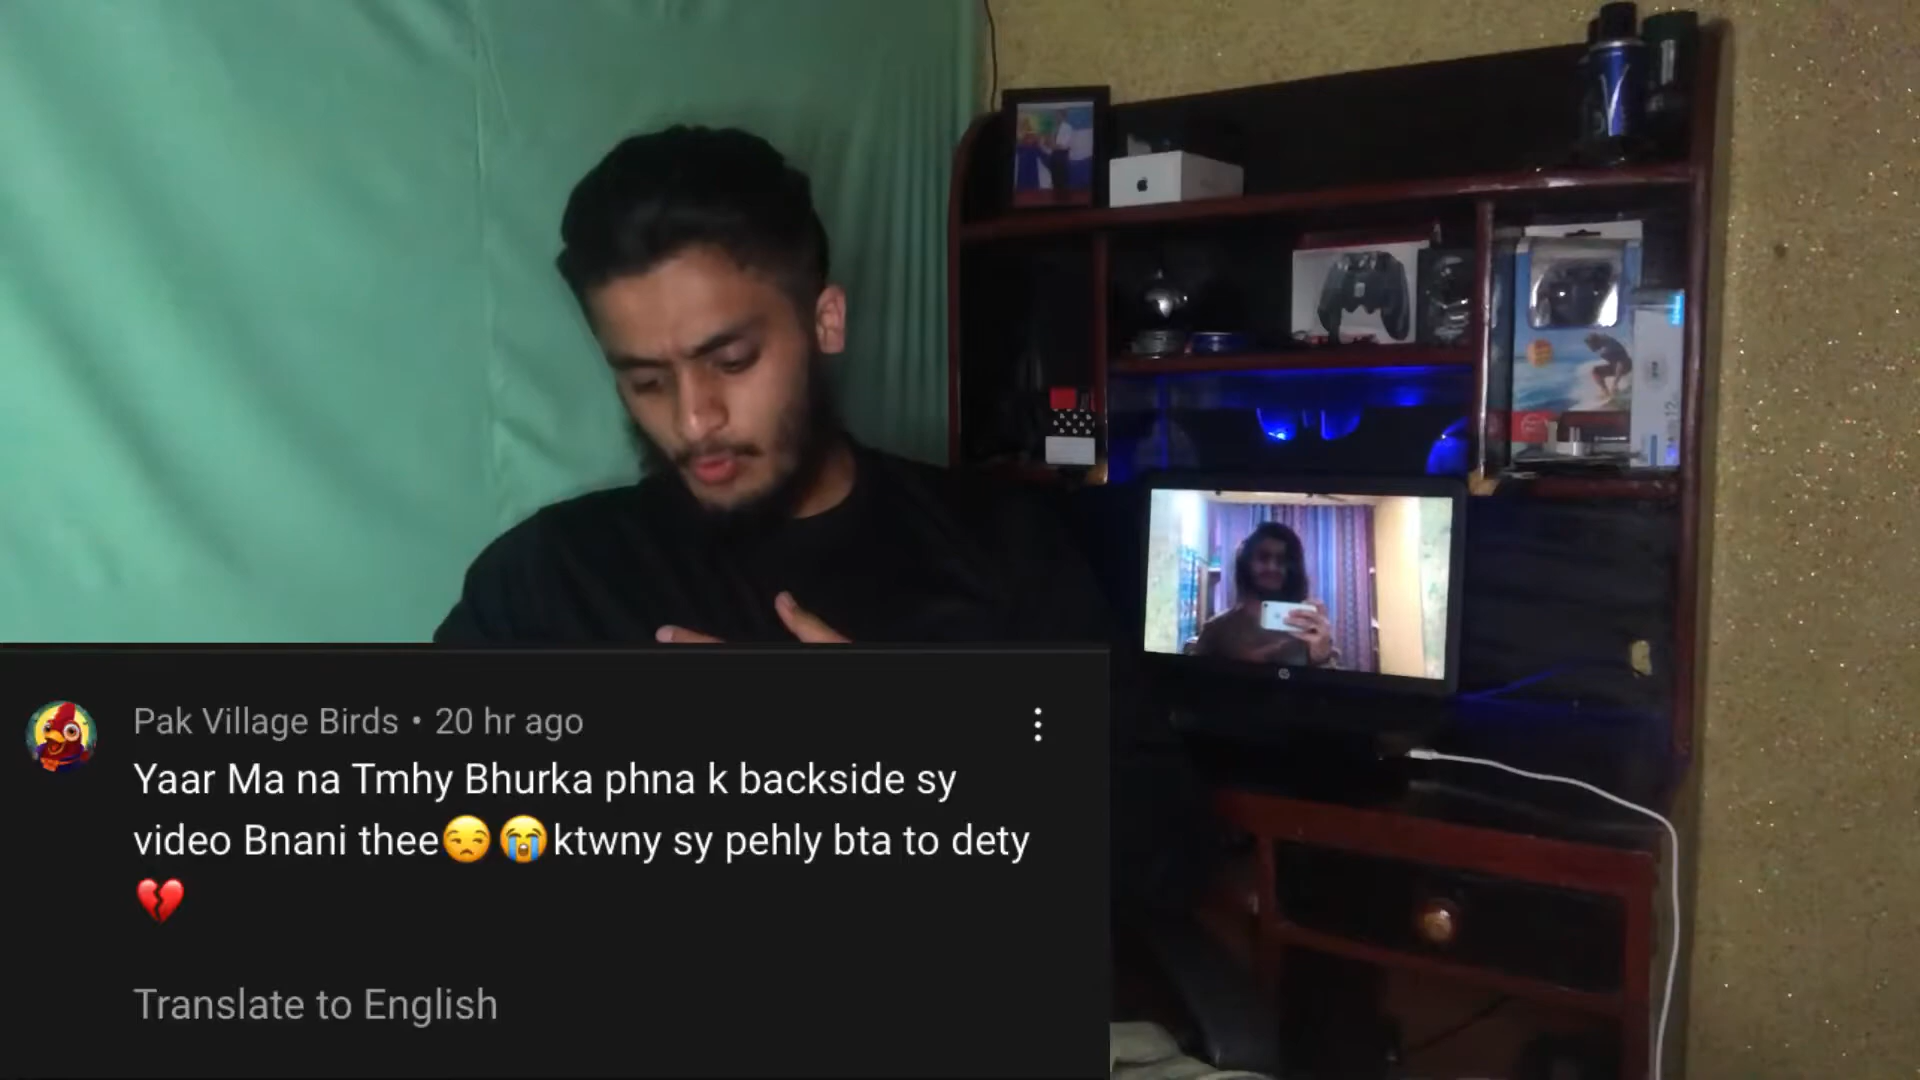 Pak Village Birds • 20 hr ago
Yaar Ma na Tmhy Bhurka phna k backside sy
video Bnani thee😒😭ktwny sy pehly bta to dety
💔
Translate to English